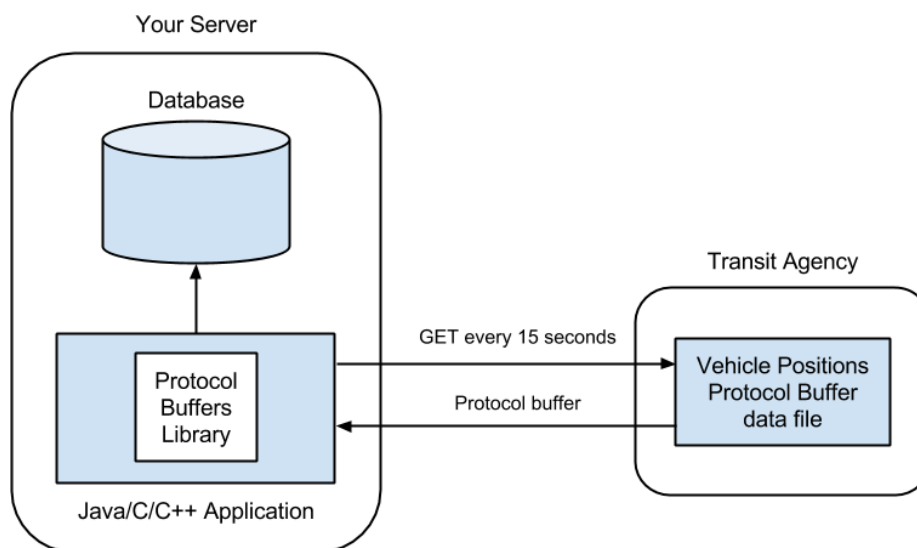 Your Server
Database
Transit Agency
GET every 15 seconds
Protocol
Buffers
Library
Vehicle Positions
Protocol Buffer
data file
Protocol buffer
Java/C/C++ Application